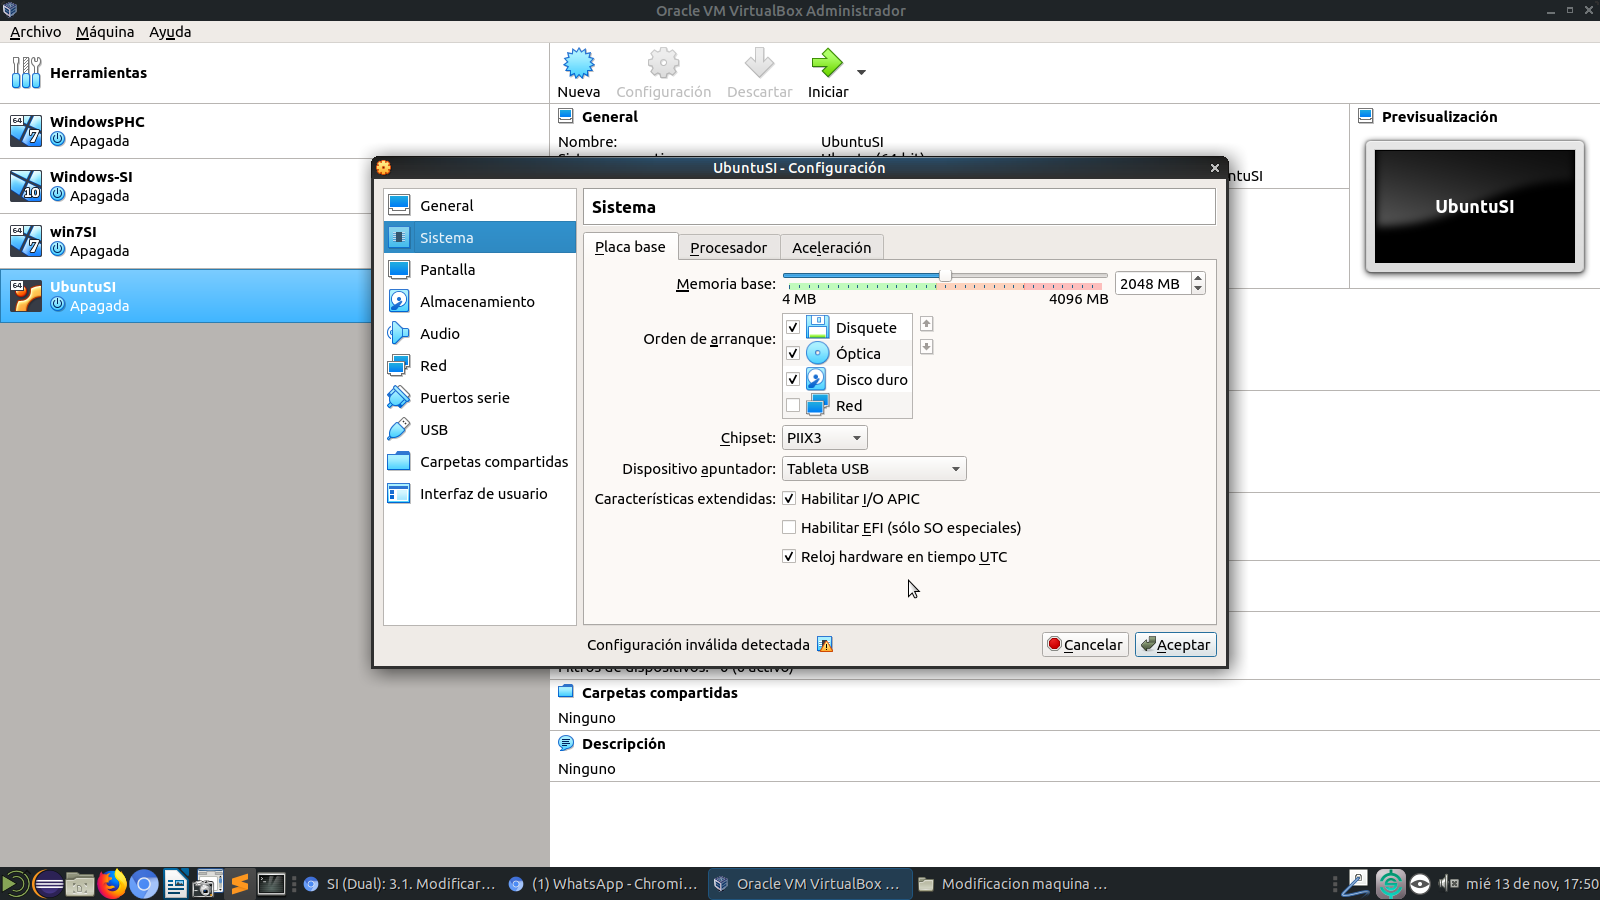 Oracle VM VirtualBox Administrador
Archivo Máquina Ayuda
Herramientas
Nueva Configuración Descartar Iniciar
WindowsPHC
Apagada
Windows-SI
Apagada
win7SI
Apagada
UbuntuSI
Apagada
General
Nombre: UbuntuSI
ntuSI
Previsualización
UbuntuSI
UbuntuSI - Configuración
General
Sistema
Pantalla
Almacenamiento
Audio
Red
Puertos serie
USB
Carpetas compartidas
Interfaz de usuario
Sistema
Placa base Procesador Aceleración
Memoria base: 2048 MB
4 MB 4096 MB
Orden de arranque:
Disquete
Óptica
Disco duro
Red
Chipset: PIIX3
Dispositivo apuntador: Tableta USB
Características extendidas: Habilitar I/O APIC
Habilitar EFI (sólo SO especiales)
Reloj hardware en tiempo UTC
Configuración inválida detectada
Cancelar Aceptar
Carpetas compartidas
Ninguno
Descripción
Ninguno
SI (Dual): 3.1. Modificar... (1) WhatsApp - Chromi... Oracle VM VirtualBox ... Modificacion maquina ... mié 13 de nov, 17:50